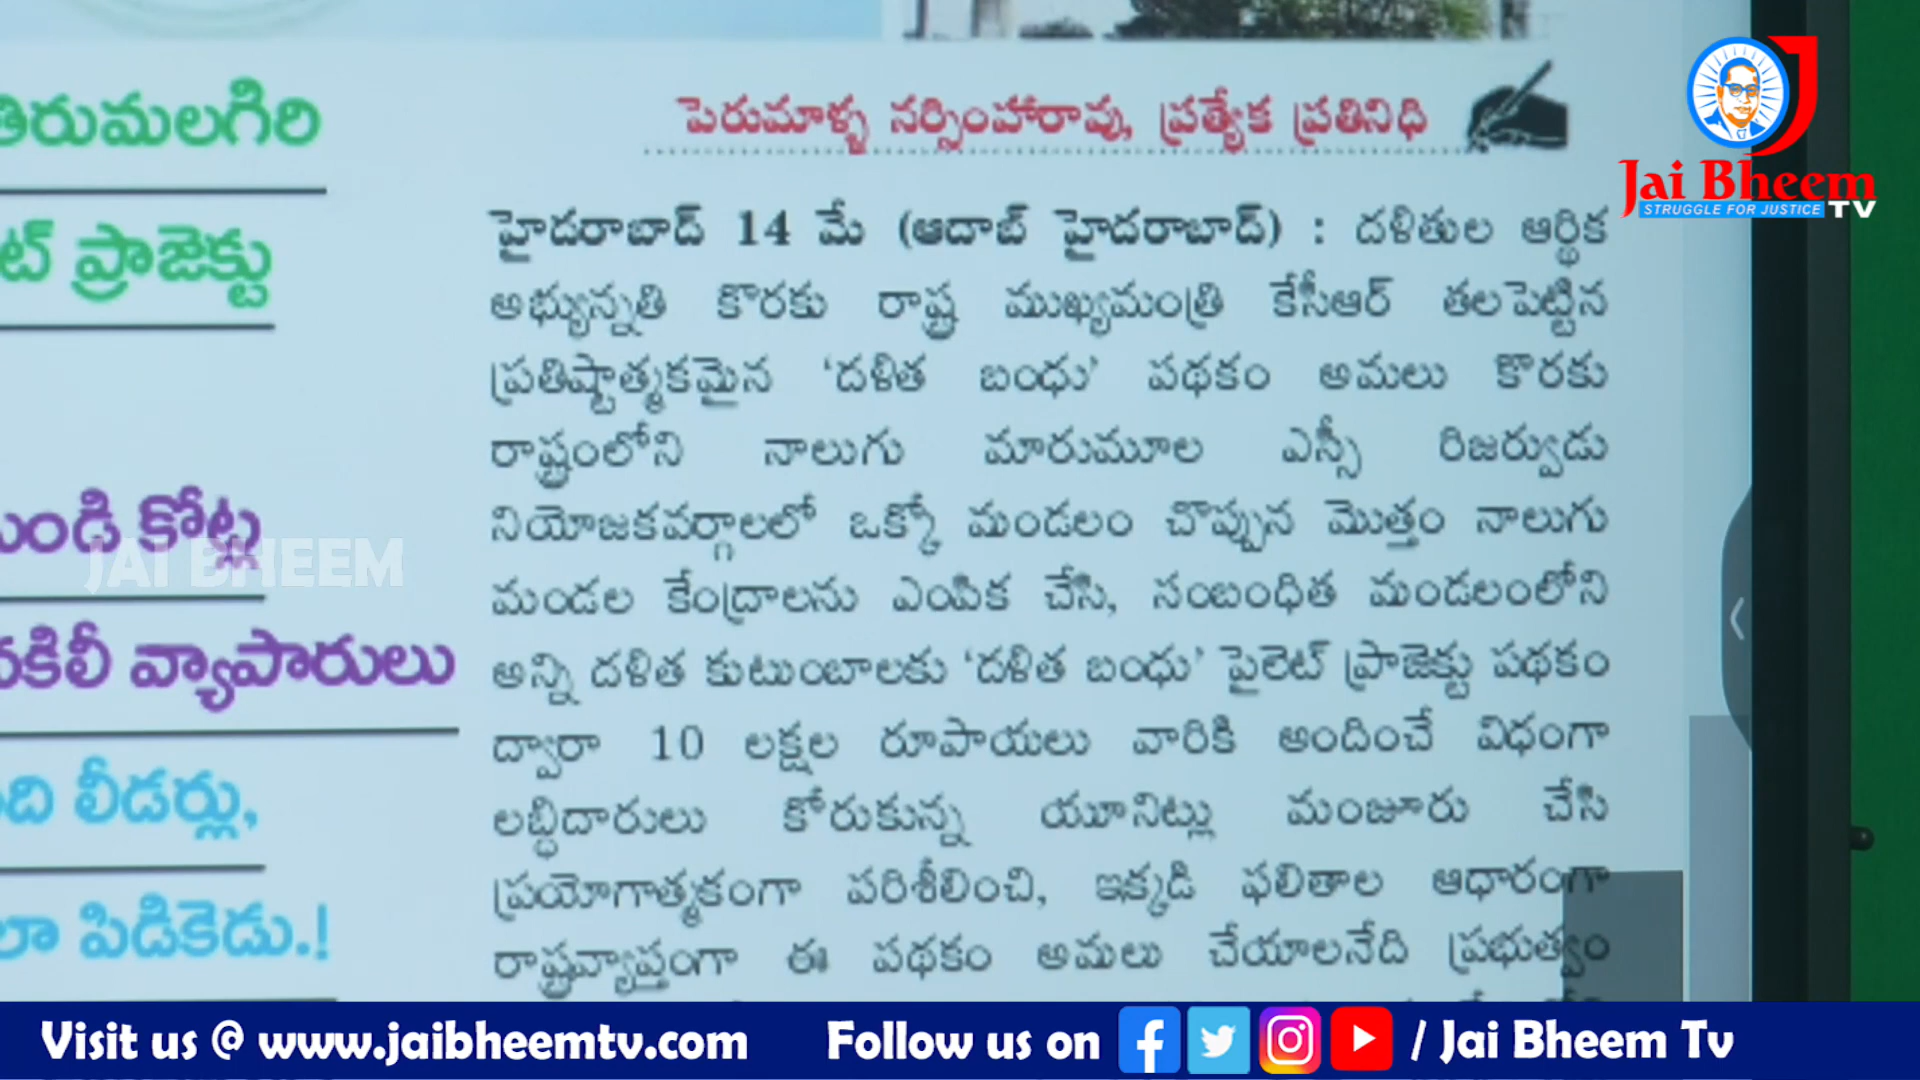 తిరుమలగిరి
ట్ ప్రాజెక్టు
కోట్ల
నకిలీ వ్యాపారులు
లీడర్లు,
పిడికెడు.!
పెరుమాళ్ళ నర్సింహారావు, ప్రత్యేక ప్రతినిధి
హైదరాబాద్ 14 మే (ఆదాబ్ హైదరాబాద్) : దళితుల ఆర్థిక
అభ్యున్నతి కొరకు రాష్ట్ర ముఖ్యమంత్రి కేసీఆర్ తలపెట్టిన
ప్రతిష్టాత్మకమైన ‘దళిత బంధు’ పథకం అమలు కొరకు
రాష్ట్రంలోని నాలుగు మారుమూల ఎస్సీ రిజర్వుడు
నియోజకవర్గాలలో ఒక్కో మండలం చొప్పున మొత్తం నాలుగు
మండల కేంద్రాలను ఎంపిక చేసి, సంబంధిత మండలంలోని
అన్ని దళిత కుటుంబాలకు ‘దళిత బంధు’ పైలెట్ ప్రాజెక్టు పథకం
ద్వారా 10 లక్షల రూపాయలు వారికి అందించే విధంగా
లబ్ధిదారులు కోరుకున్న యూనిట్లు మంజూరు చేసి
ప్రయోగాత్మకంగా పరిశీలించి, ఇక్కడి ఫలితాల ఆధారంగా
రాష్ట్రవ్యాప్తంగా ఈ పథకం అమలు చేయాలనేది ప్రభుత్వం
JAI BHEEM
Jai Bheem
STRUGGLE FOR JUSTICE TV
Visit us @ www.jaibheemtv.com Follow us on / Jai Bheem Tv